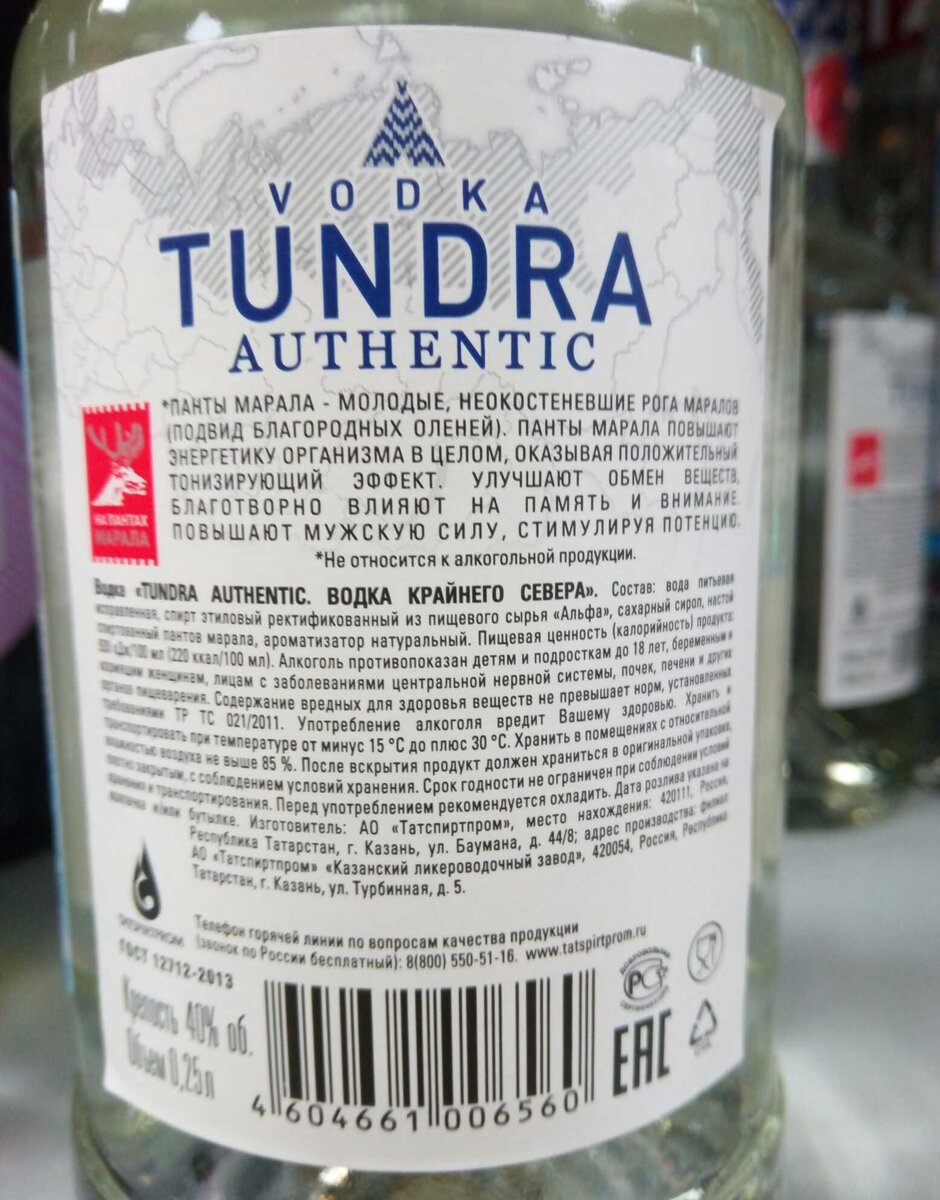 VODKA
TUNDRA
AUTHENTIC
*ПАНТЫ МАРАЛА - МОЛОДЫЕ, НЕОКОСТЕНЕВШИЕ РОГА МАРАЛОВ
(ПОДВИД БЛАГОРОДНЫХ ОЛЕНЕЙ). ПАНТЫ МАРАЛА ПОВЫШАЮТ
ЭНЕРГЕТИКУ ОРГАНИЗМА В ЦЕЛОМ, ОКАЗЫВАЯ ПОЛОЖИТЕЛЬНЫЙ
ТОНИЗИРУЮЩИЙ ЭФФЕКТ. УЛУЧШАЮТ ОБМЕН ВЕЩЕСТВ,
БЛАГОТВОРНО ВЛИЯЮТ НА ПАМЯТЬ И ВНИМАНИЕ.
ПОВЫШАЮТ МУЖСКУЮ СИЛУ, СТИМУЛИРУЯ ПОТЕНЦИЮ.
НА ПАНТАХ
МАРАЛА
*Не относится к алкогольной продукции.
Водка «TUNDRA AUTHENTIC. ВОДКА КРАЙНЕГО СЕВЕРА». Состав: вода питьевая
исправленная, спирт этиловый ректификованный из пищевого сырья «Альфа», сахарный сироп, настой
спиртованный пантов марала, ароматизатор натуральный. Пищевая ценность (калорийность) продукта:
кДж/100 мл (220 ккал/100 мл). Алкоголь противопоказан детям и подросткам до 18 лет, беременным и
кормящим женщинам, лицам с заболеваниями центральной нервной системы, почек, печени и других
органов пищеварения. Содержание вредных для здоровья веществ не превышает норм, установленных
требованиями ТР ТС 021/2011. Употребление алкоголя вредит Вашему здоровью. Хранить и
транспортировать при температуре от минус 15 °С до плюс 30 °С. Хранить в помещениях с относительной
влажностью воздуха не выше 85 %. После вскрытия продукт должен храниться в оригинальной упаковке,
плотно закрытым, с соблюдением условий хранения. Срок годности не ограничен при соблюдении условий
хранения и транспортирования. Перед употреблением рекомендуется охладить. Дата розлива указана на
колпачке и/или бутылке. Изготовитель: АО «Татспиртпром», место нахождения: 420111, Россия,
Республика Татарстан, г. Казань, ул. Баумана, д. 44/8; адрес производства: филиал
АО «Татспиртпром» «Казанский ликероводочный завод», 420054, Россия, Республика
Татарстан, г. Казань, ул. Турбинная, д. 5.
ТАТСПИРТПРОМ
Телефон горячей линии по вопросам качества продукции
(звонок по России бесплатный): 8(800) 550-51-16. www.tatspirtprom.ru
ГОСТ 12712-2013
Крепость 40% об.
Объем 0,25 л
4 604661 006560
ДОБРОВОЛЬНАЯ
РСТ
СЕРТИФИКАЦИЯ
EAC